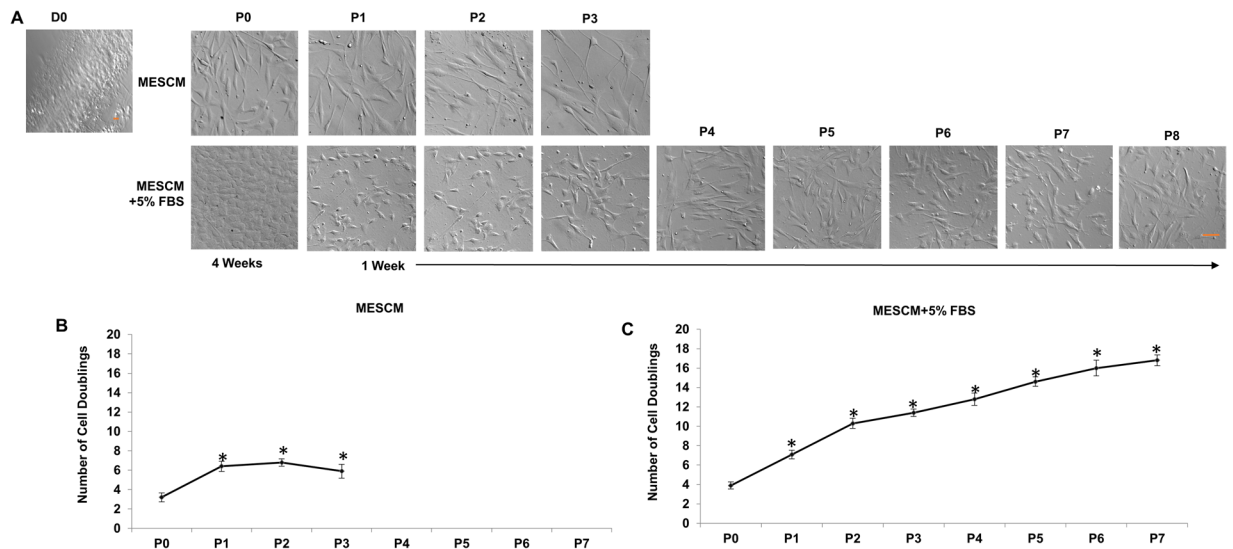 A
D0
P0
P1
P2
P3
MESCM
P4
P5
P6
P7
P8
MESCM
+5% FBS
4 Weeks
1 Week
B
MESCM
Number of Cell Doublings
20
18
16
14
12
10
8
6
4
2
0
*
*
*
P0
P1
P2
P3
P4
P5
P6
P7
C
MESCM+5% FBS
Number of Cell Doublings
20
18
16
14
12
10
8
6
4
2
0
*
*
*
*
*
*
*
P0
P1
P2
P3
P4
P5
P6
P7